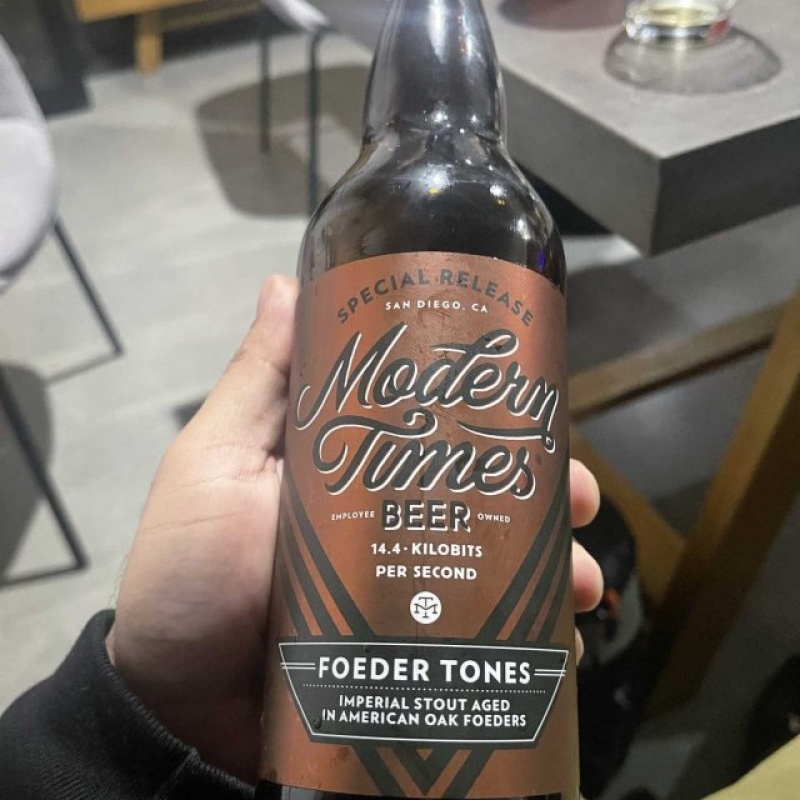 SPECIAL RELEASE
SAN DIEGO, CA
Modern
Times
EMPLOYEE BEER OWNED
14.4 · KILOBITS
PER SECOND
FOEDER TONES
IMPERIAL STOUT AGED
IN AMERICAN OAK FOEDERS